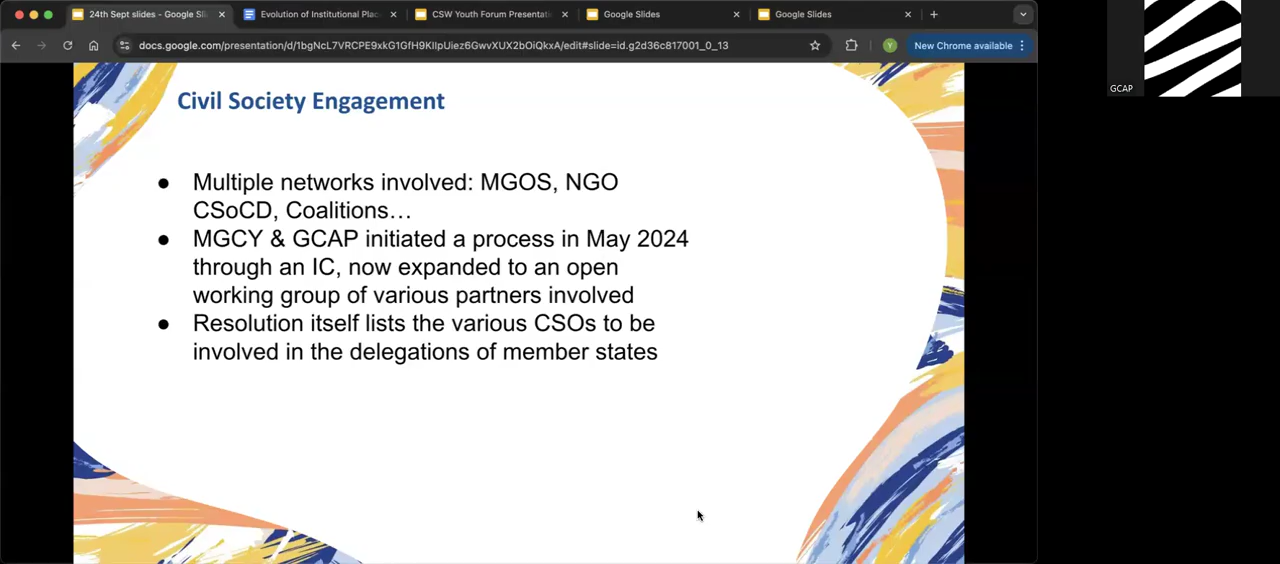 24th Sept slides - Google Sli
Evolution of Institutional Plac
CSW Youth Forum Presentatio
Google Slides
Google Slides
docs.google.com/presentation/d/1bgNcL7VRCPE9xkG1GfH9KIIpUiez6GwvXUX2bOiQkxA/edit#slide=id.g2d36c817001_0_13
Y
New Chrome available
GCAP
Civil Society Engagement
● Multiple networks involved: MGOS, NGO
CSoCD, Coalitions…
● MGCY & GCAP initiated a process in May 2024
through an IC, now expanded to an open
working group of various partners involved
● Resolution itself lists the various CSOs to be
involved in the delegations of member states